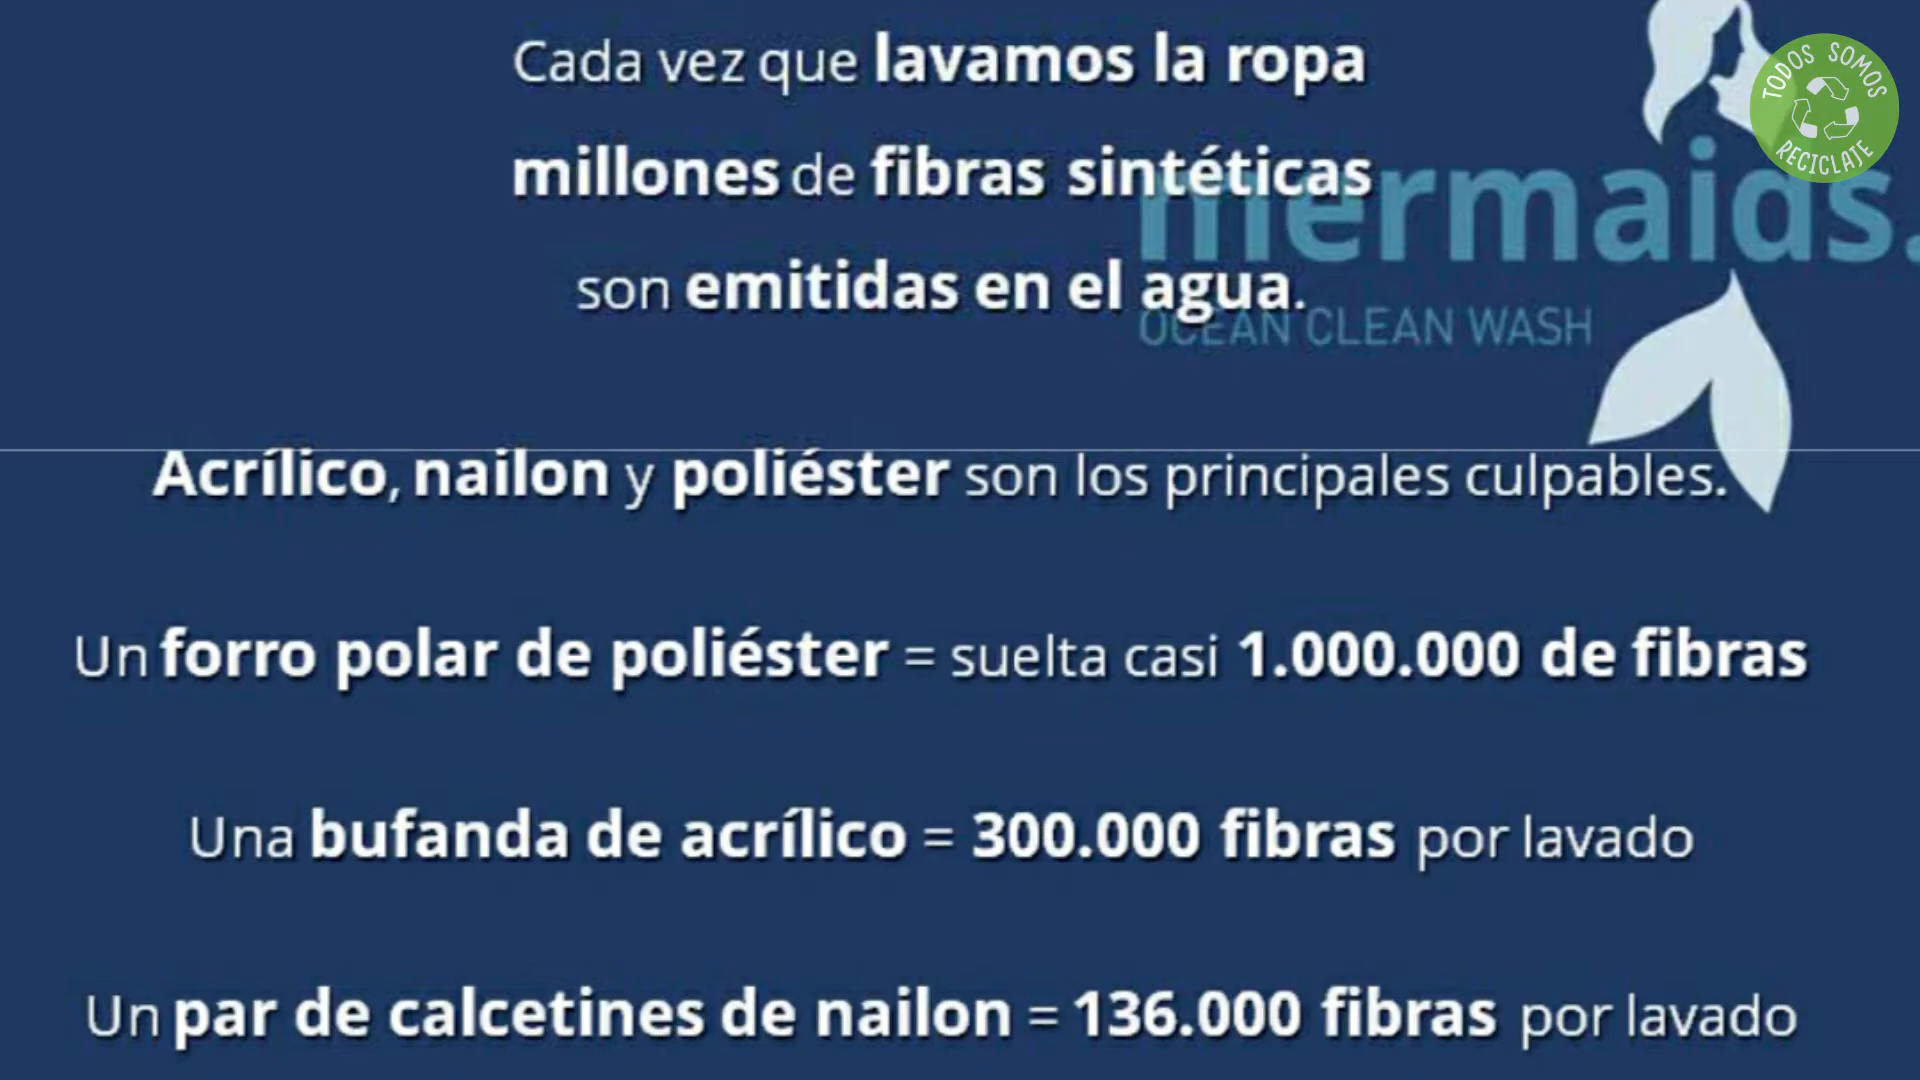 Cada vez que lavamos la ropa
millones de fibras sintéticas
son emitidas en el agua.
mermaids.
OCEAN CLEAN WASH
TODOS SOMOS
RECICLATE
Acrílico, nailon y poliéster son los principales culpables.
Un forro polar de poliéster = suelta casi 1.000.000 de fibras
Una bufanda de acrílico = 300.000 fibras por lavado
Un par de calcetines de nailon = 136.000 fibras por lavado